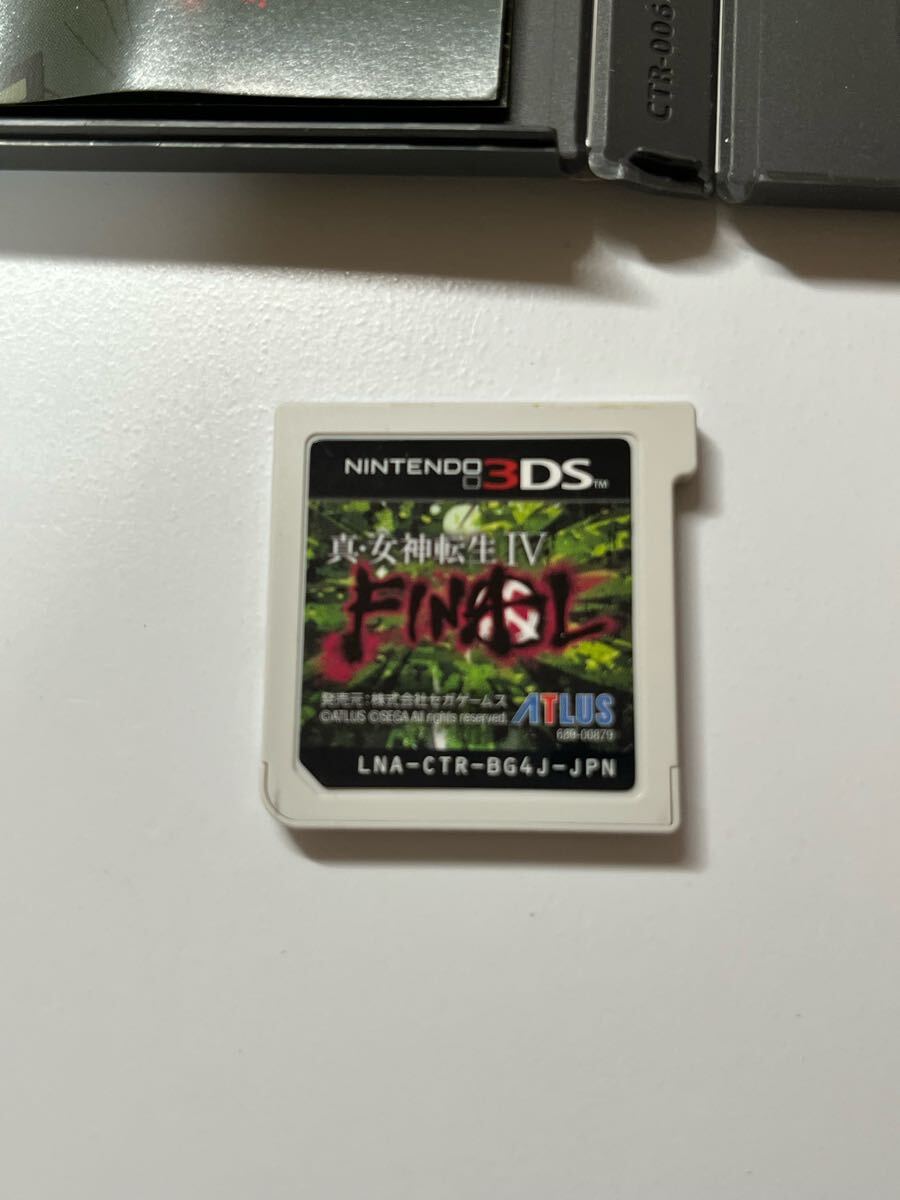 CTR-006
NINTENDO 3DS™
真・女神転生IV
FINAL
発売元：株式会社セガゲームス
©ATLUS ©SEGA All rights reserved.
ATLUS
689-00879
LNA-CTR-BG4J-JPN